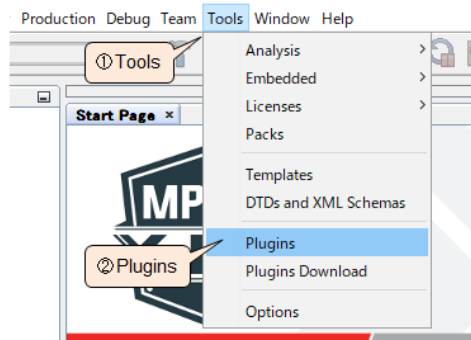 Production Debug Team Tools Window Help
①Tools
Analysis
Embedded
Licenses
Packs
Start Page ×
Templates
DTDs and XML Schemas
MP
Plugins
②Plugins
Plugins Download
Options